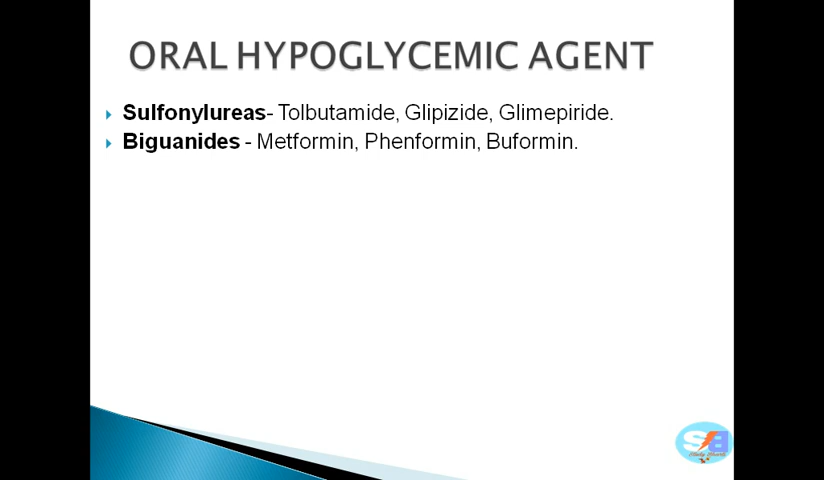 ORAL HYPOGLYCEMIC AGENT
Sulfonylureas- Tolbutamide, Glipizide, Glimepiride.
Biguanides - Metformin, Phenformin, Buformin.